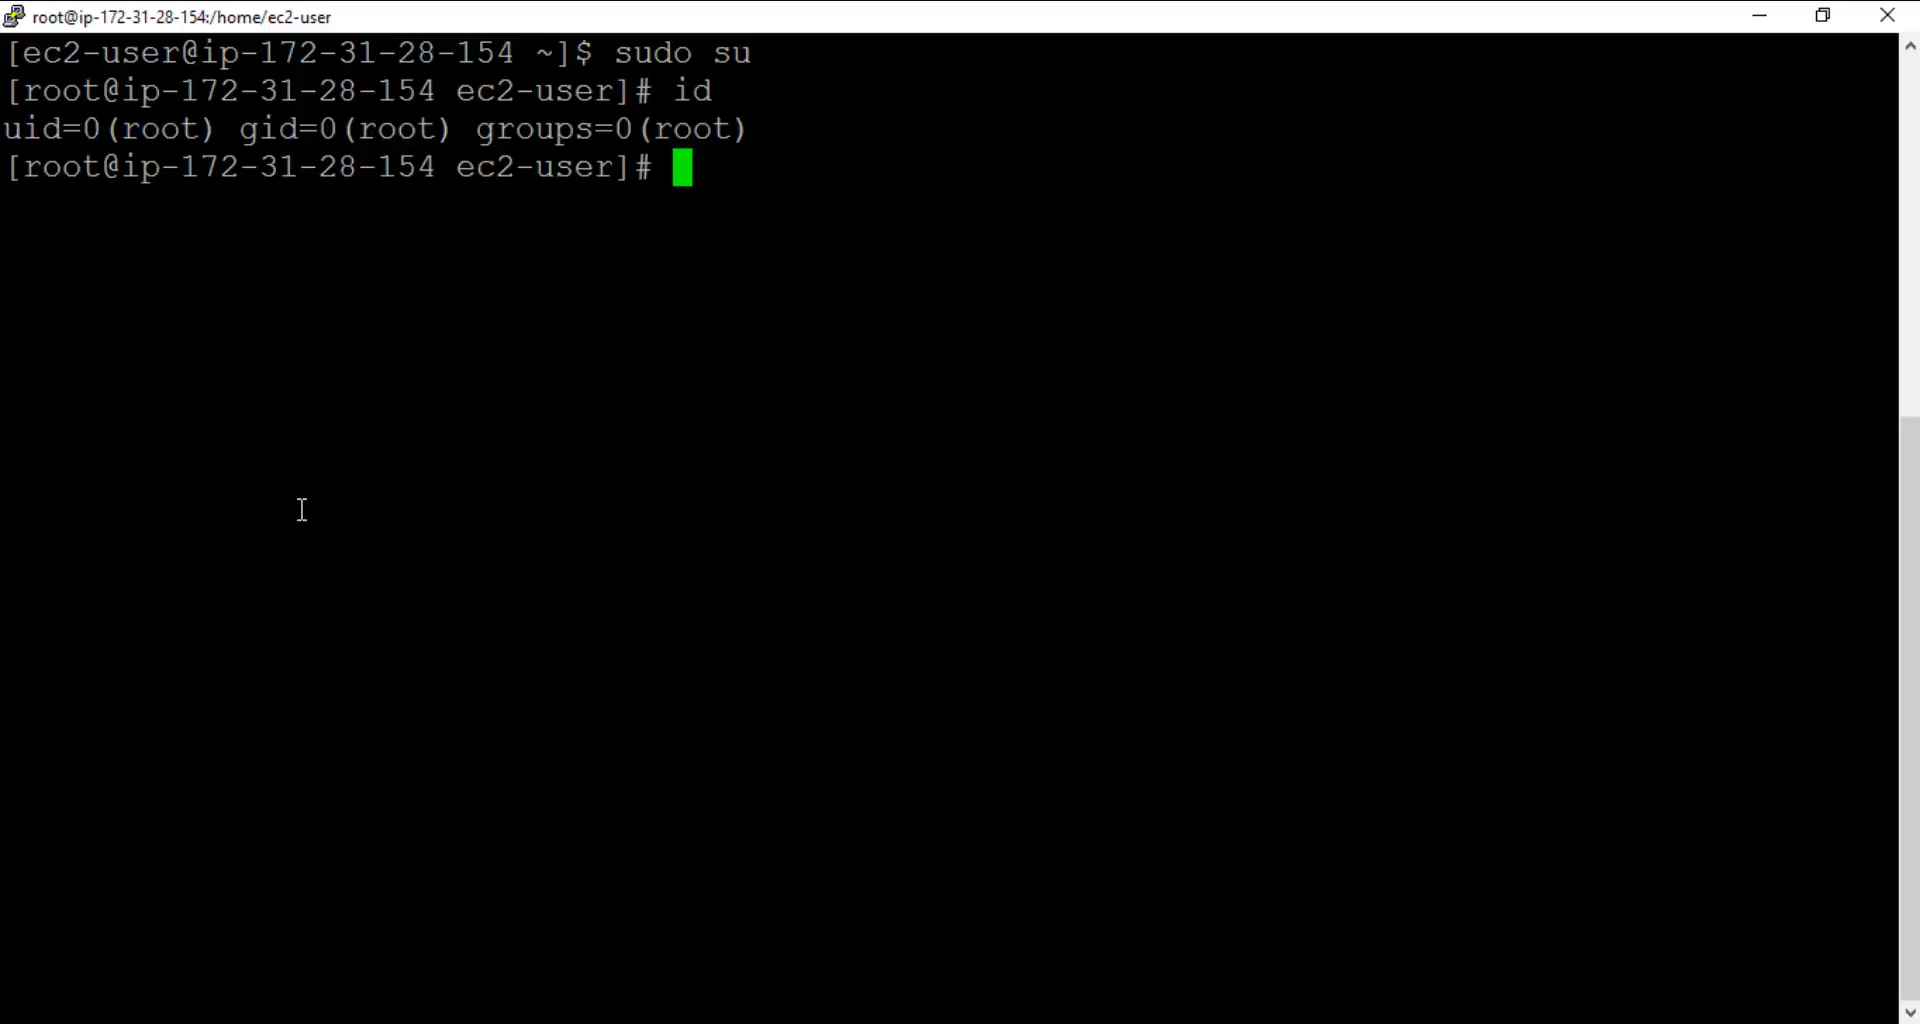 root@ip-172-31-28-154:/home/ec2-user
[ec2-user@ip-172-31-28-154 ~]$ sudo su
[root@ip-172-31-28-154 ec2-user]# id
uid=0(root) gid=0(root) groups=0(root)
[root@ip-172-31-28-154 ec2-user]#